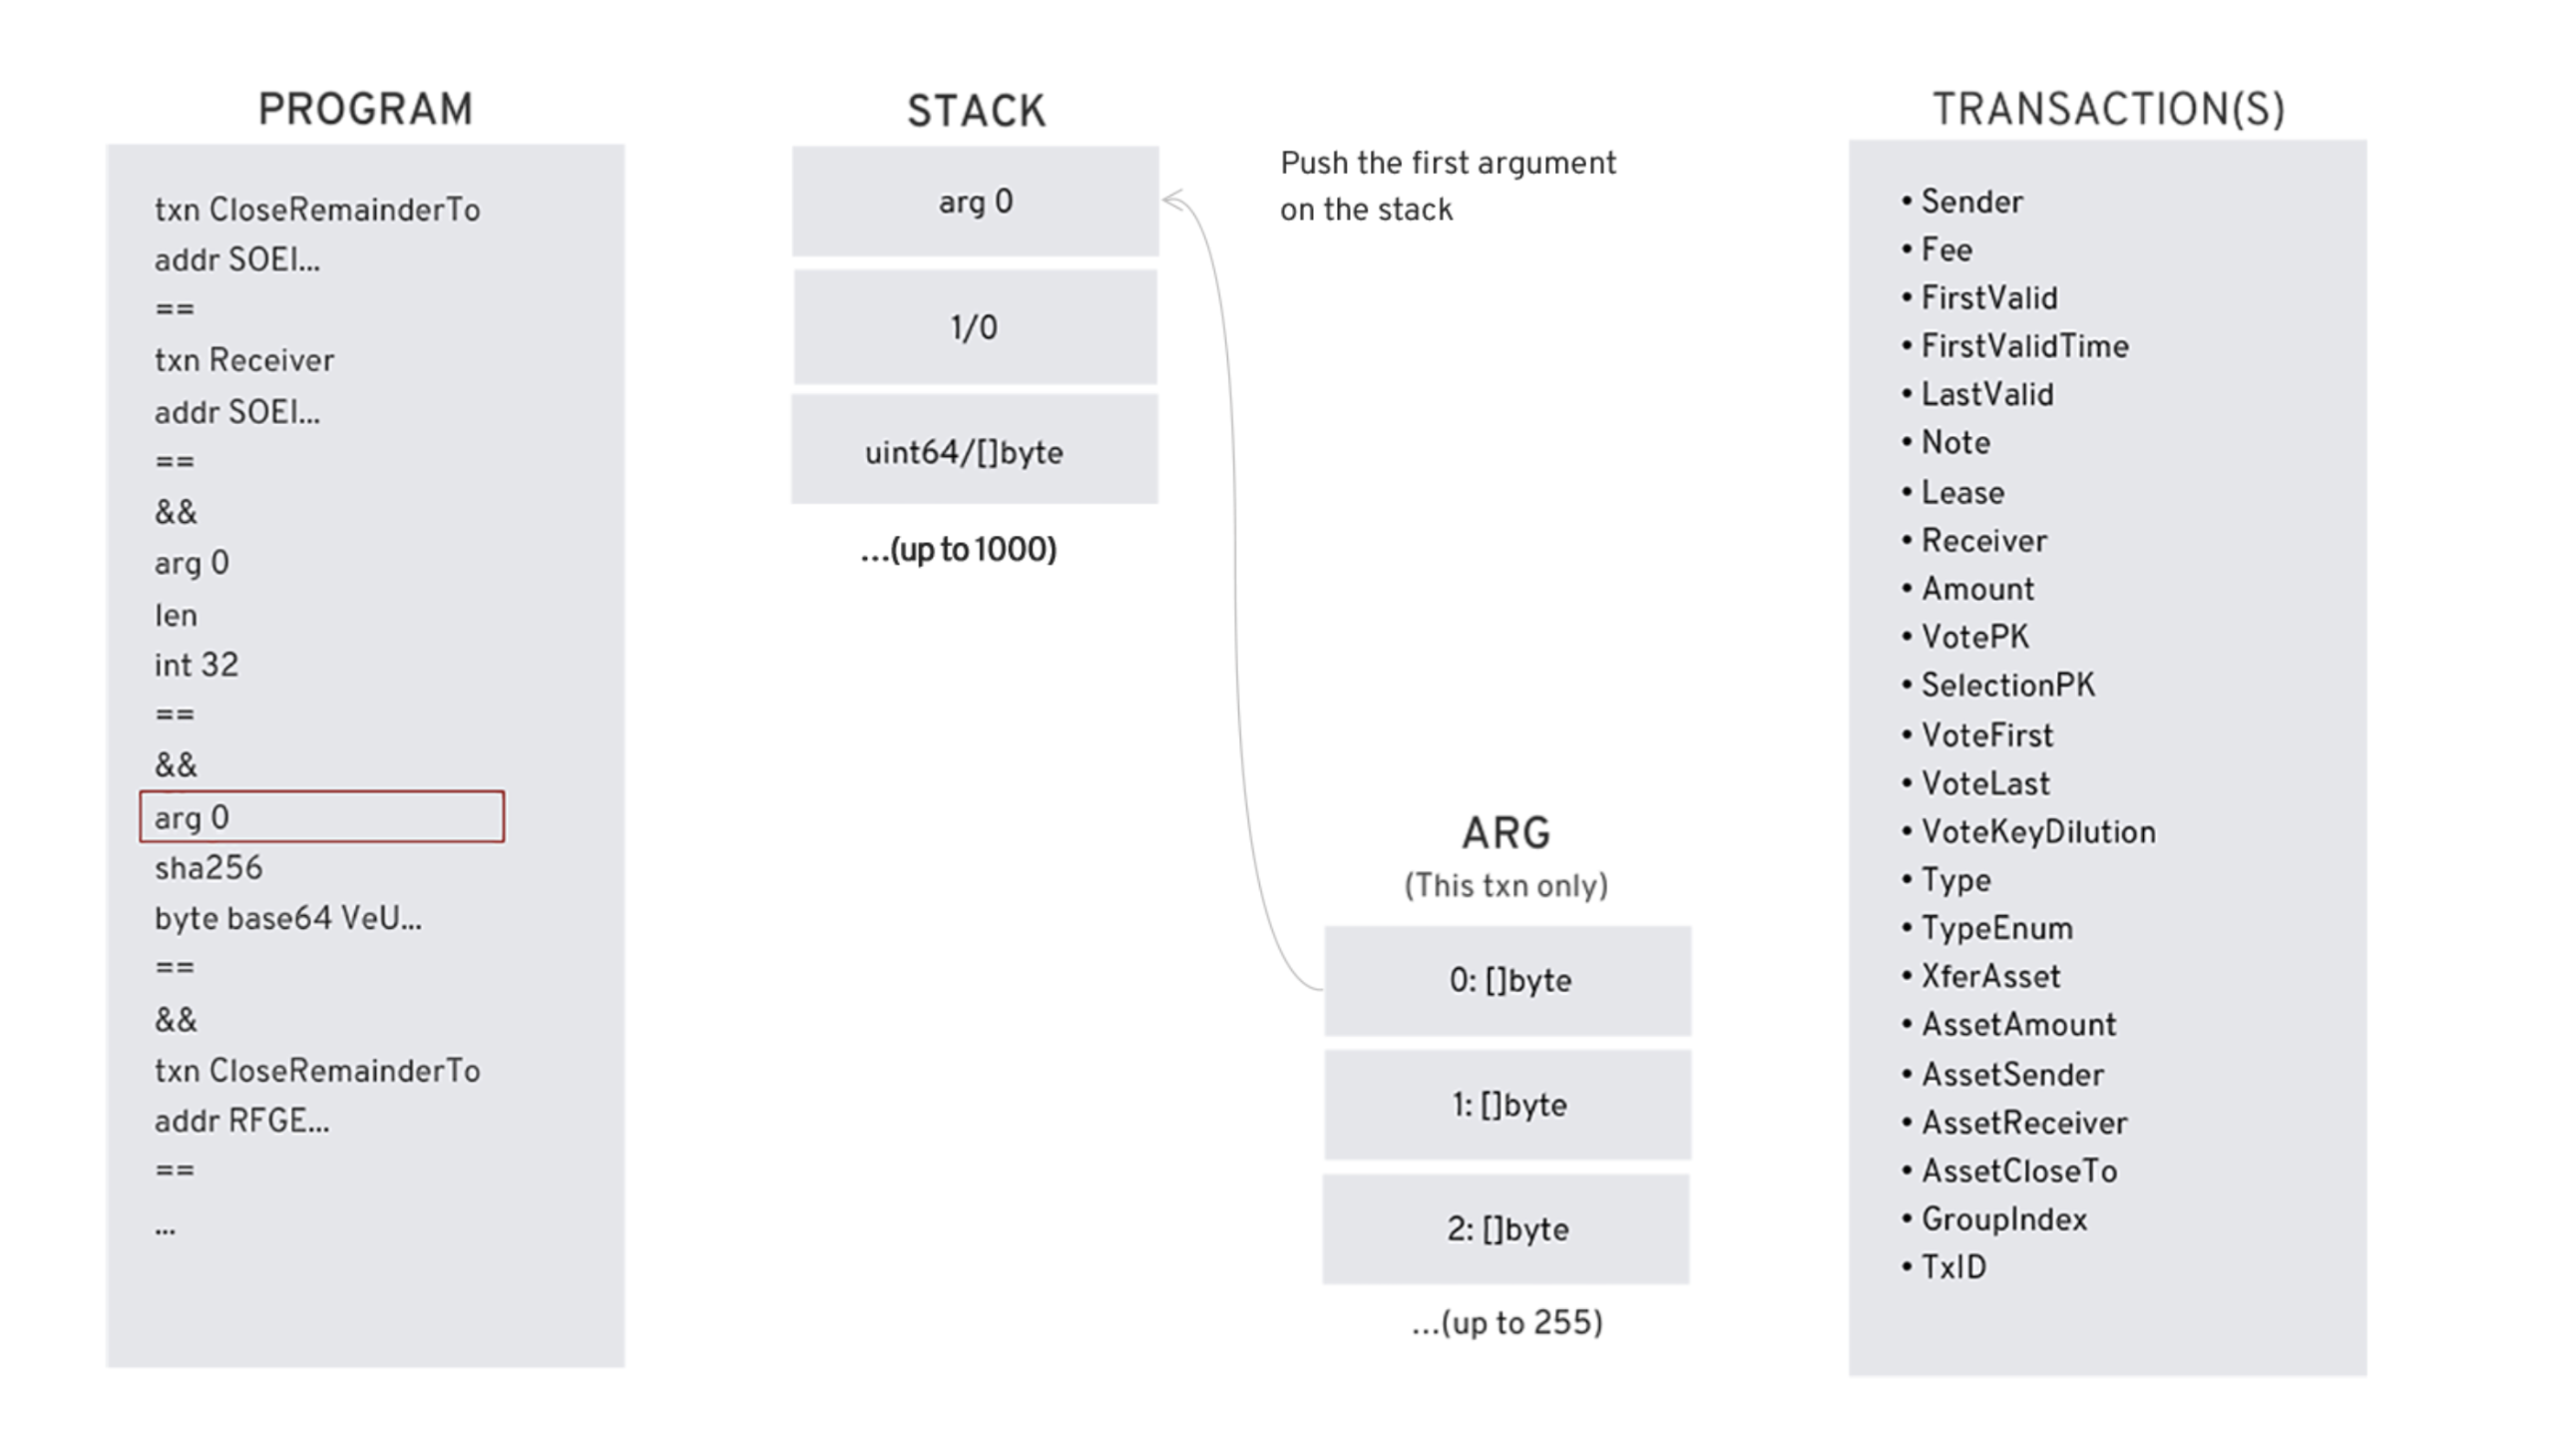 PROGRAM
txn CloseRemainderTo
addr SOEI...
==
txn Receiver
addr SOEI...
==
&&
arg 0
len
int 32
==
&&
arg 0
sha256
byte base64 VeU...
==
&&
txn CloseRemainderTo
addr RFGE...
==
...
STACK
arg 0
1/0
uint64/[]byte
...(up to 1000)
Push the first argument
on the stack
ARG
(This txn only)
0: []byte
1: []byte
2: []byte
...(up to 255)
TRANSACTION(S)
• Sender
• Fee
• FirstValid
• FirstValidTime
• LastValid
• Note
• Lease
• Receiver
• Amount
• VotePK
• SelectionPK
• VoteFirst
• VoteLast
• VoteKeyDilution
• Type
• TypeEnum
• XferAsset
• AssetAmount
• AssetSender
• AssetReceiver
• AssetCloseTo
• GroupIndex
• TxID